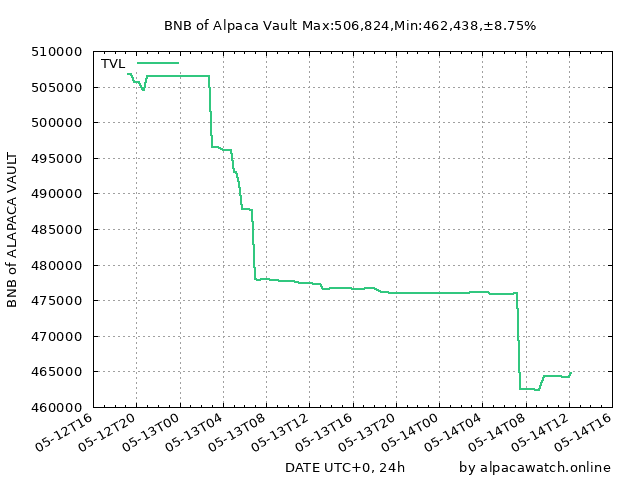 BNB of Alpaca Vault Max:506,824,Min:462,438,±8.75%
TVL
510000
505000
500000
495000
490000
485000
480000
475000
470000
465000
460000
BNB of ALAPACA VAULT
05-12T16
05-12T20
05-13T00
05-13T04
05-13T08
05-13T12
05-13T16
05-13T20
05-14T00
05-14T04
05-14T08
05-14T12
05-14T16
DATE UTC+0, 24h
by alpacawatch.online